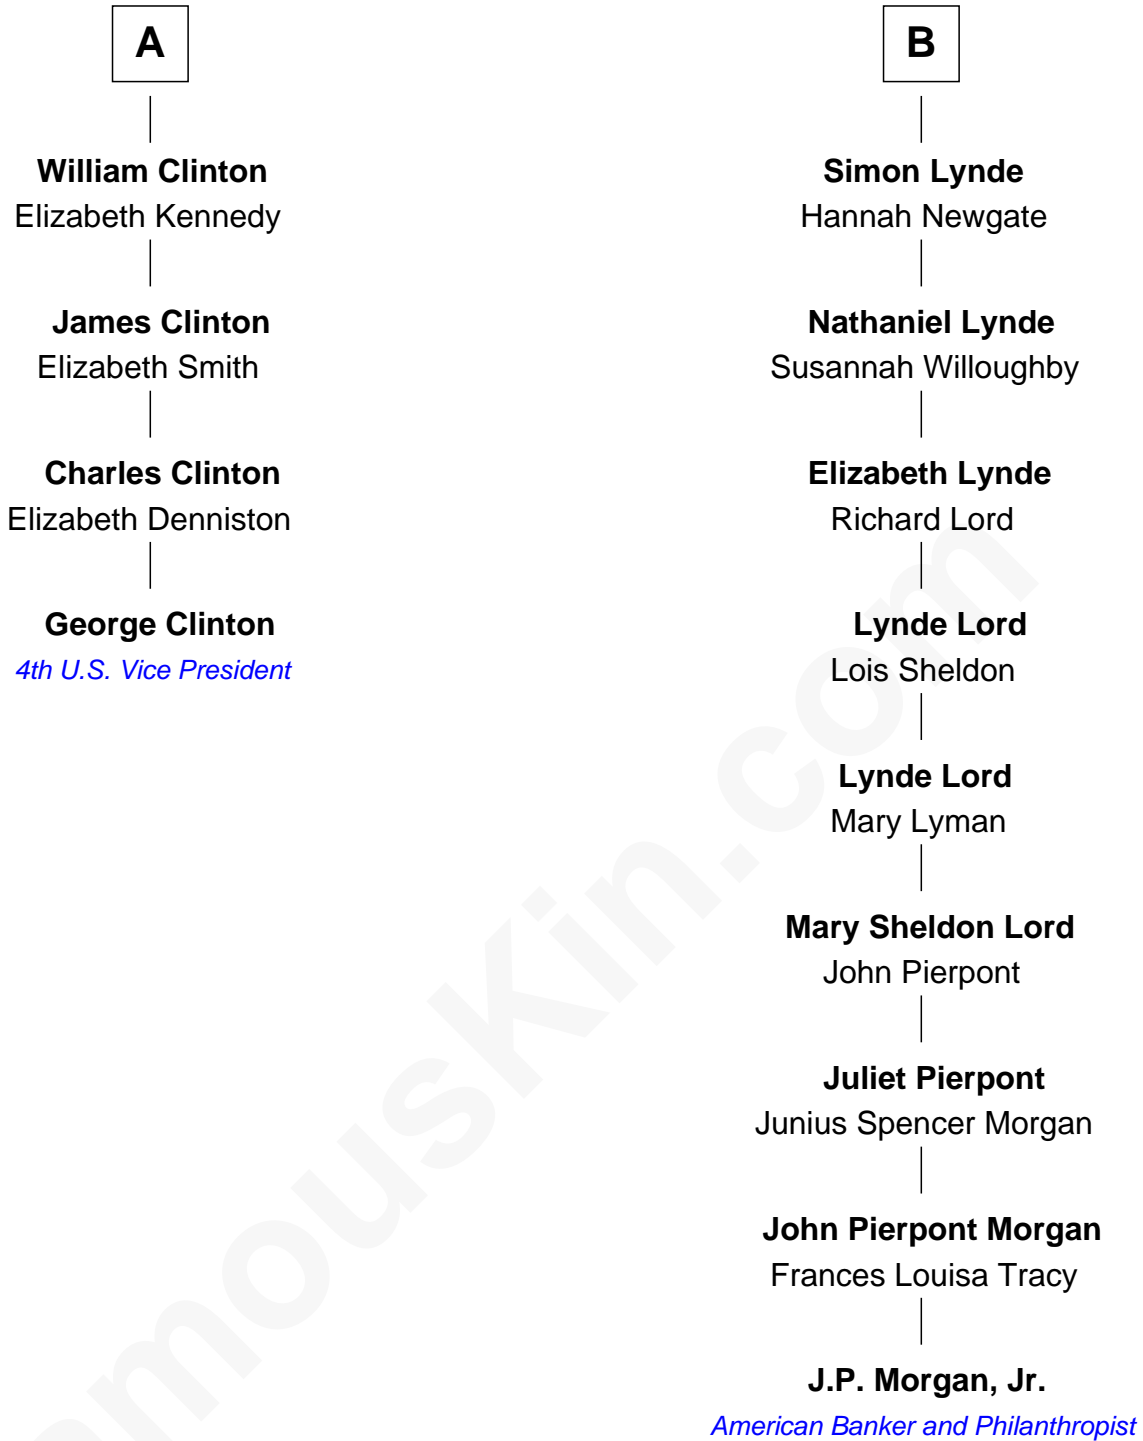 A
William Clinton
Elizabeth Kennedy
James Clinton
Elizabeth Smith
Charles Clinton
Elizabeth Denniston
George Clinton
4th U.S. Vice President
B
Simon Lynde
Hannah Newgate
Nathaniel Lynde
Susannah Willoughby
Elizabeth Lynde
Richard Lord
Lynde Lord
Lois Sheldon
Lynde Lord
Mary Lyman
Mary Sheldon Lord
John Pierpont
Juliet Pierpont
Junius Spencer Morgan
John Pierpont Morgan
Frances Louisa Tracy
J.P. Morgan, Jr.
American Banker and Philanthropist
amouskin.com